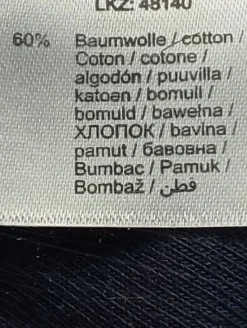 LKZ: 48140
60% Baumwolle / cotton /
Coton / cotone /
algodón / puuvilla /
katoen / bomull /
bomuld / bawełna /
ХЛОПОК / bavlna /
pamut / бавовна /
Bumbac / Pamuk /
Bombaž / قطن